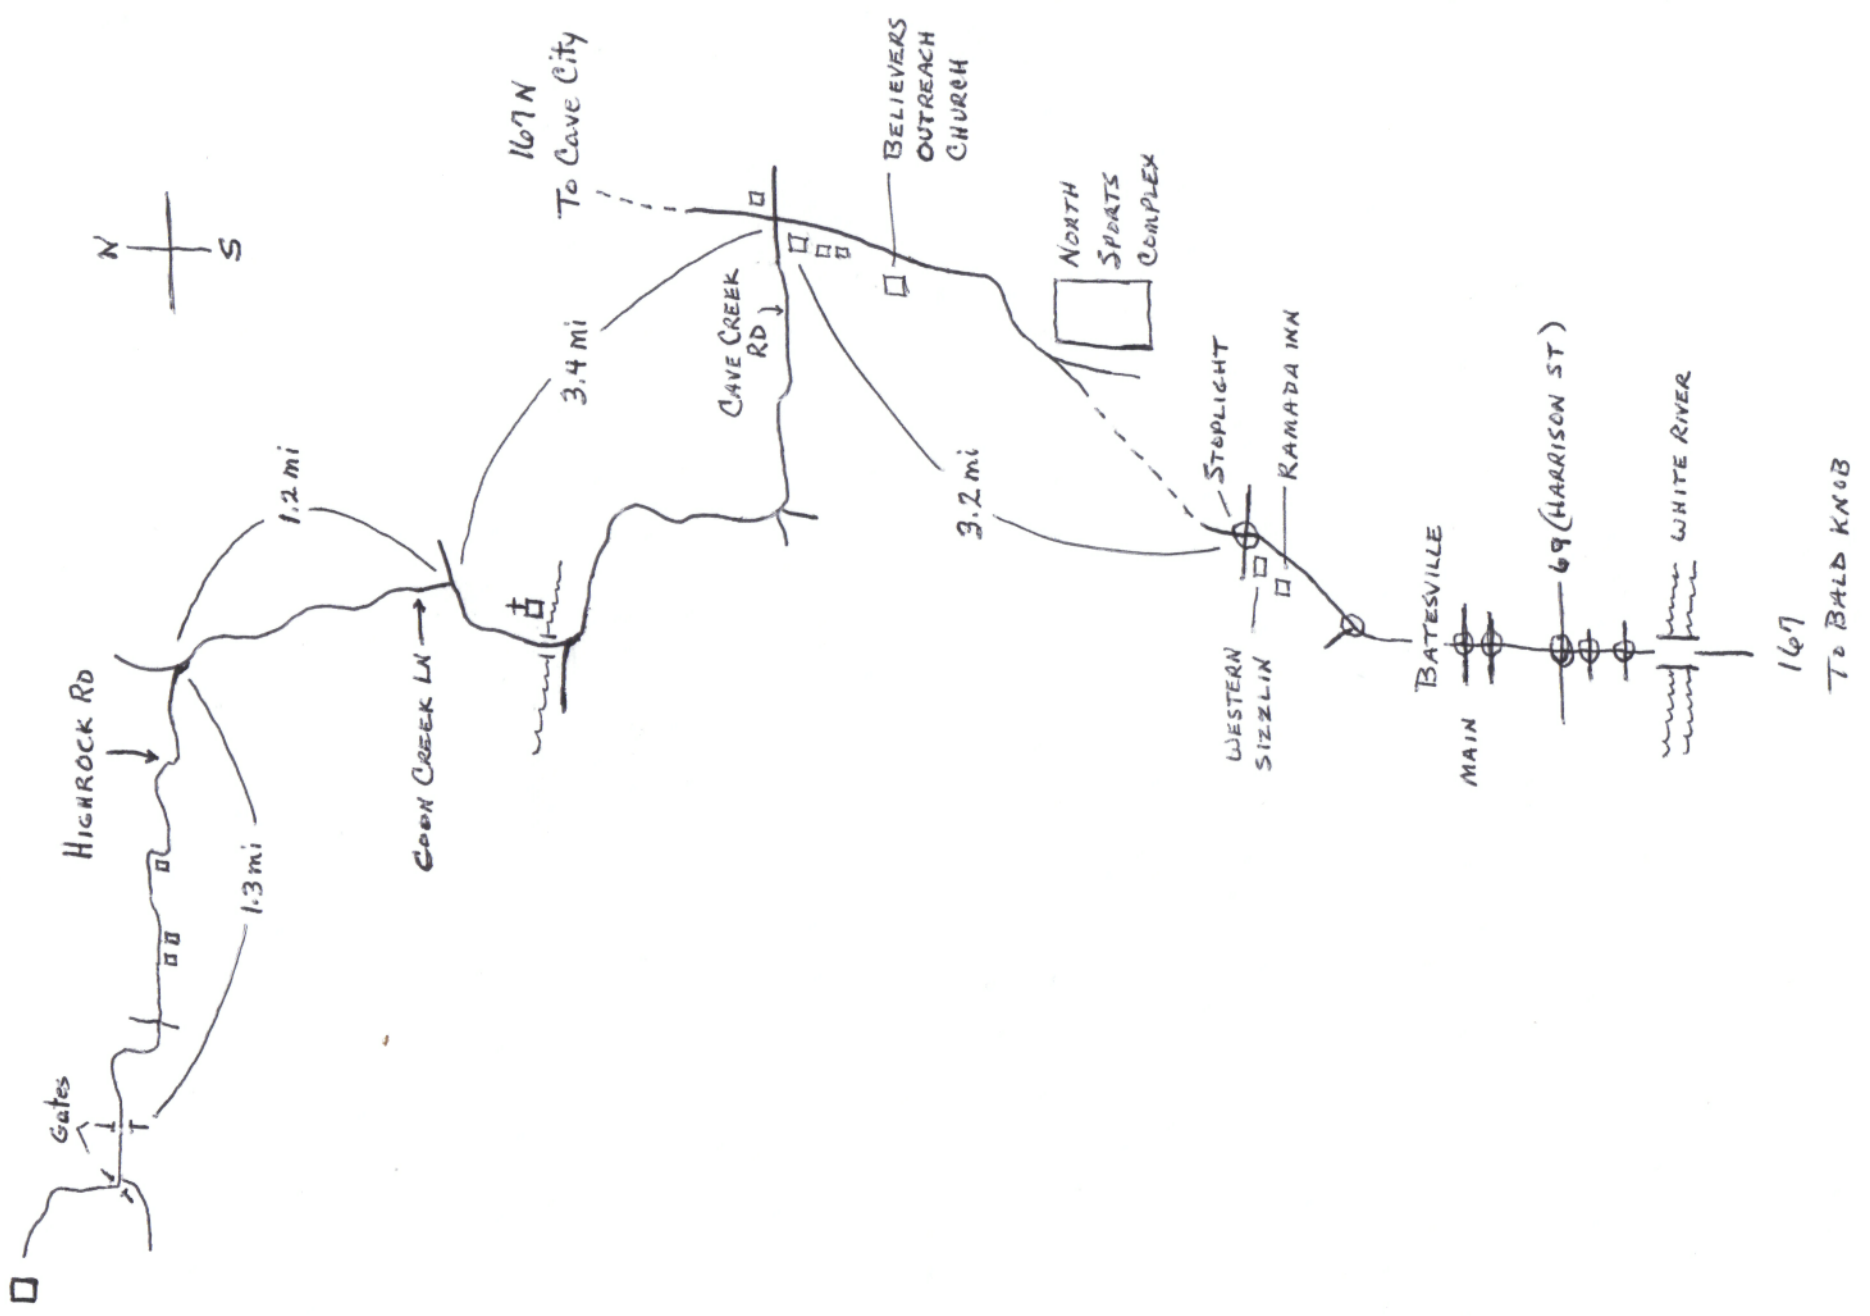 N
S
167 N
To Cave City
BELIEVERS
OUTREACH
CHURCH
NORTH
SPORTS
COMPLEX
CAVE CREEK
RD
3.4 mi
1.2 mi
HIGHROCK RD
COON CREEK LN
1.3 mi
Gates
3.2 mi
STOPLIGHT
RAMADA INN
WESTERN
SIZZLIN
BATESVILLE
MAIN
69 (HARRISON ST)
WHITE RIVER
167
TO BALD KNOB